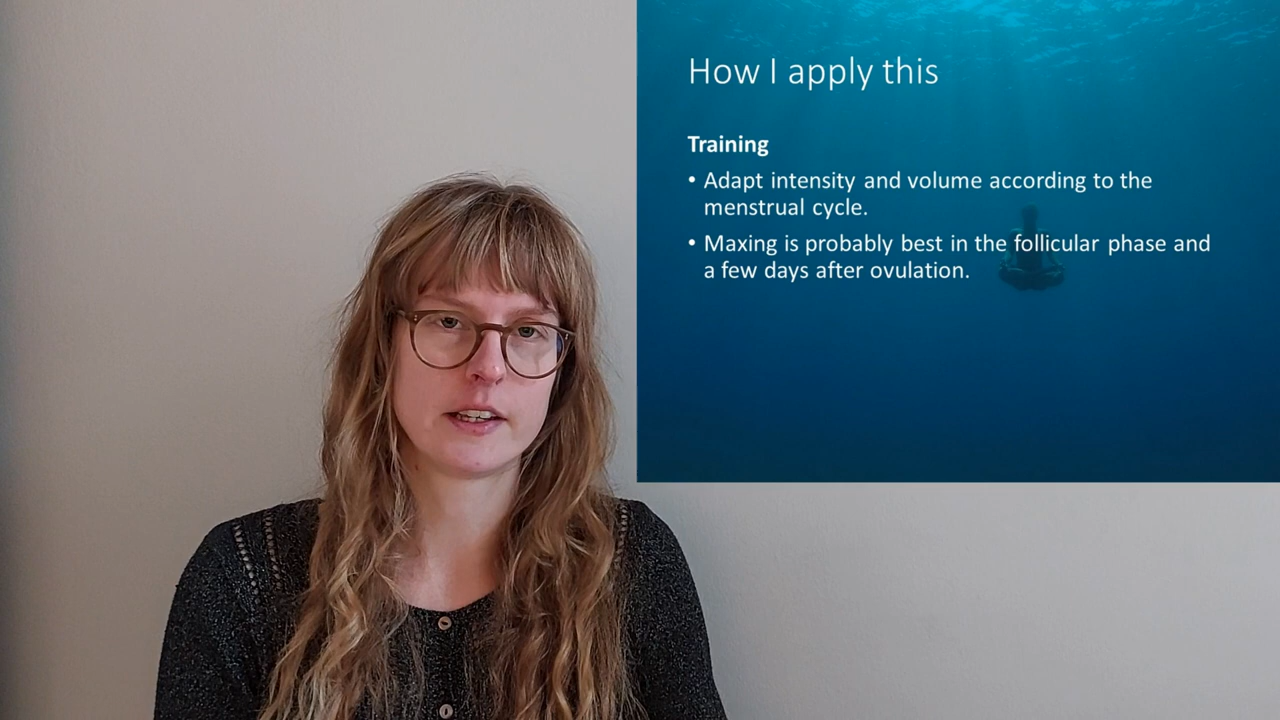 How I apply this
Training
• Adapt intensity and volume according to the
menstrual cycle.
• Maxing is probably best in the follicular phase and
a few days after ovulation.